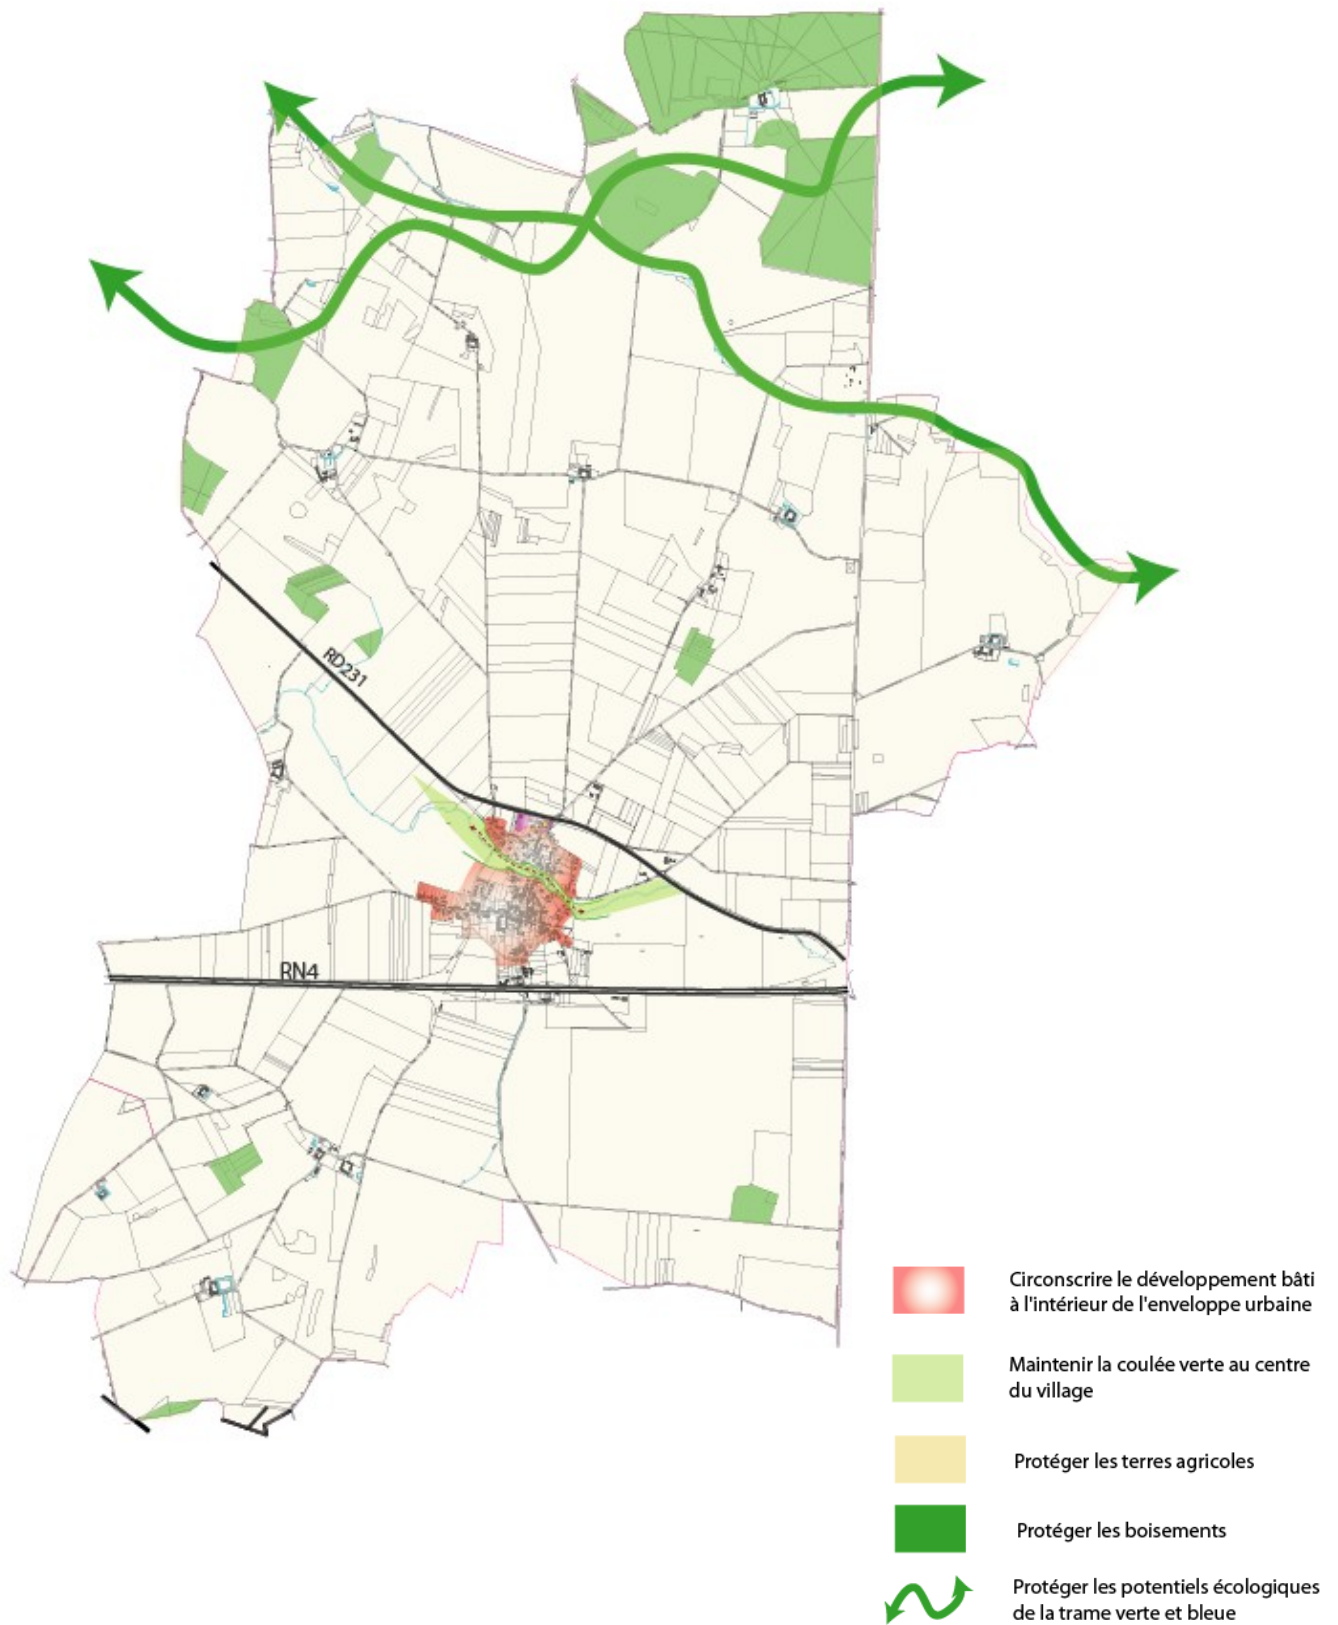 RD231
RN4
Circonscrire le développement bâti
à l'intérieur de l'enveloppe urbaine
Maintenir la coulée verte au centre
du village
Protéger les terres agricoles
Protéger les boisements
Protéger les potentiels écologiques
de la trame verte et bleue